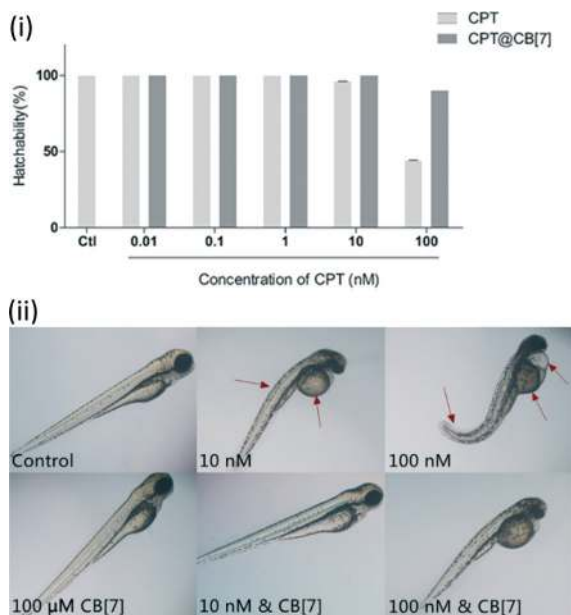 (i)
CPT
CPT@CB[7]
Hatchability(%)
100
50
0
Ctl 0.01 0.1 1 10 100
Concentration of CPT (nM)
(ii)
Control 10 nM 100 nM
100 µM CB[7] 10 nM & CB[7] 100 nM & CB[7]